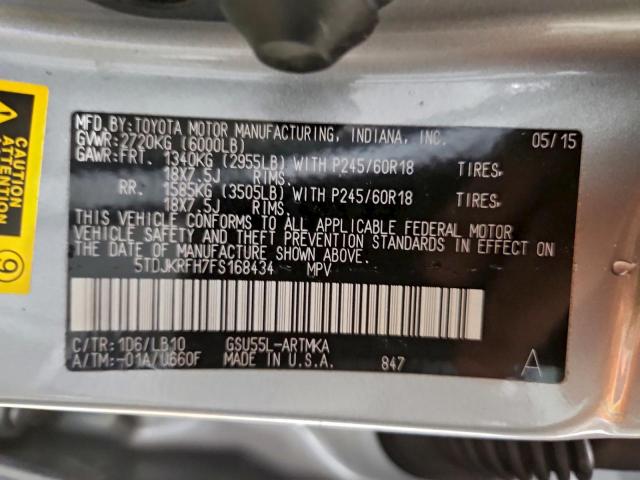 CAUTION
ATTENTION
9
MFD.BY:TOYOTA MOTOR MANUFACTURING, INDIANA, INC. 05/15
GVWR:2720KG (6000LB)
GAWR:FRT. 1340KG (2955LB) WITH P245/60R18 TIRES,
18X7.5J RIMS.
RR. 1585KG (3505LB) WITH P245/60R18 TIRES,
18X7.5J RIMS.
THIS VEHICLE CONFORMS TO ALL APPLICABLE FEDERAL MOTOR
VEHICLE SAFETY AND THEFT PREVENTION STANDARDS IN EFFECT ON
THE DATE OF MANUFACTURE SHOWN ABOVE.
5TDJKRFH7FS168434 MPV
C/TR:1D6/LB10 GSU55L-ARTMKA
A/TM:-01A/U660F MADE IN U.S.A. 847 A